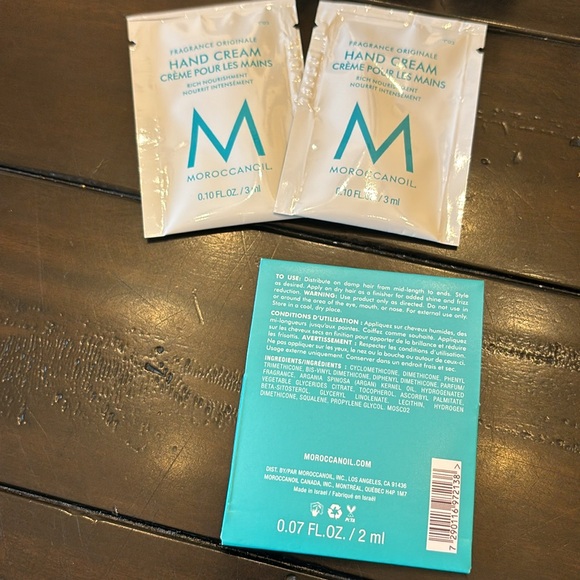 FRAGRANCE ORIGINALE
HAND CREAM
CRÈME POUR LES MAINS
RICH NOURISHMENT
NOURRIT INTENSÉMENT
M
MOROCCANOIL.
0.10 FL.OZ. / 3 ml
FRAGRANCE ORIGINALE
HAND CREAM
CRÈME POUR LES MAINS
RICH NOURISHMENT
NOURRIT INTENSÉMENT
M
MOROCCANOIL.
0.10 FL.OZ. / 3 ml
TO USE: Distribute on damp hair from mid-length to ends. Style
as desired. Apply on dry hair as a finisher for added shine and frizz
reduction. WARNING: Use product only as directed. Do not use in
or around the area of the eye, mouth, or nose. For external use only.
Store in a cool, dry place.
CONDITIONS D'UTILISATION : Appliquez sur cheveux humides, des
mi-longueurs jusqu'aux pointes. Coiffez comme souhaité. Appliquez
sur les cheveux secs en finition pour apporter de la brillance et réduire
les frisottis. AVERTISSEMENT : Respecter les conditions d'utilisation.
Ne pas appliquer sur les yeux, le nez ou la bouche ou autour de ceux-ci.
Usage externe uniquement. Conserver dans un endroit frais et sec.
INGREDIENTS/INGRÉDIENTS : CYCLOMETHICONE, DIMETHICONE, PHENYL
TRIMETHICONE, BIS-VINYL DIMETHICONE, DIPHENYL DIMETHICONE, PARFUM/
FRAGRANCE, ARGANIA SPINOSA (ARGAN) KERNEL OIL, HYDROGENATED
VEGETABLE GLYCERIDES CITRATE, TOCOPHEROL, ASCORBYL PALMITATE,
BETA-SITOSTEROL, GLYCERYL LINOLENATE, LECITHIN, HYDROGEN
DIMETHICONE, SQUALENE, PROPYLENE GLYCOL. MOSC02
MOROCCANOIL.COM
DIST. BY/PAR MOROCCANOIL, INC., LOS ANGELES, CA 91436
MOROCCANOIL CANADA, INC., MONTRÉAL, QUÉBEC H4P 1M7
Made in Israel / Fabriqué en Israël
0.07 FL.OZ. / 2 ml
7 290116 972138 >